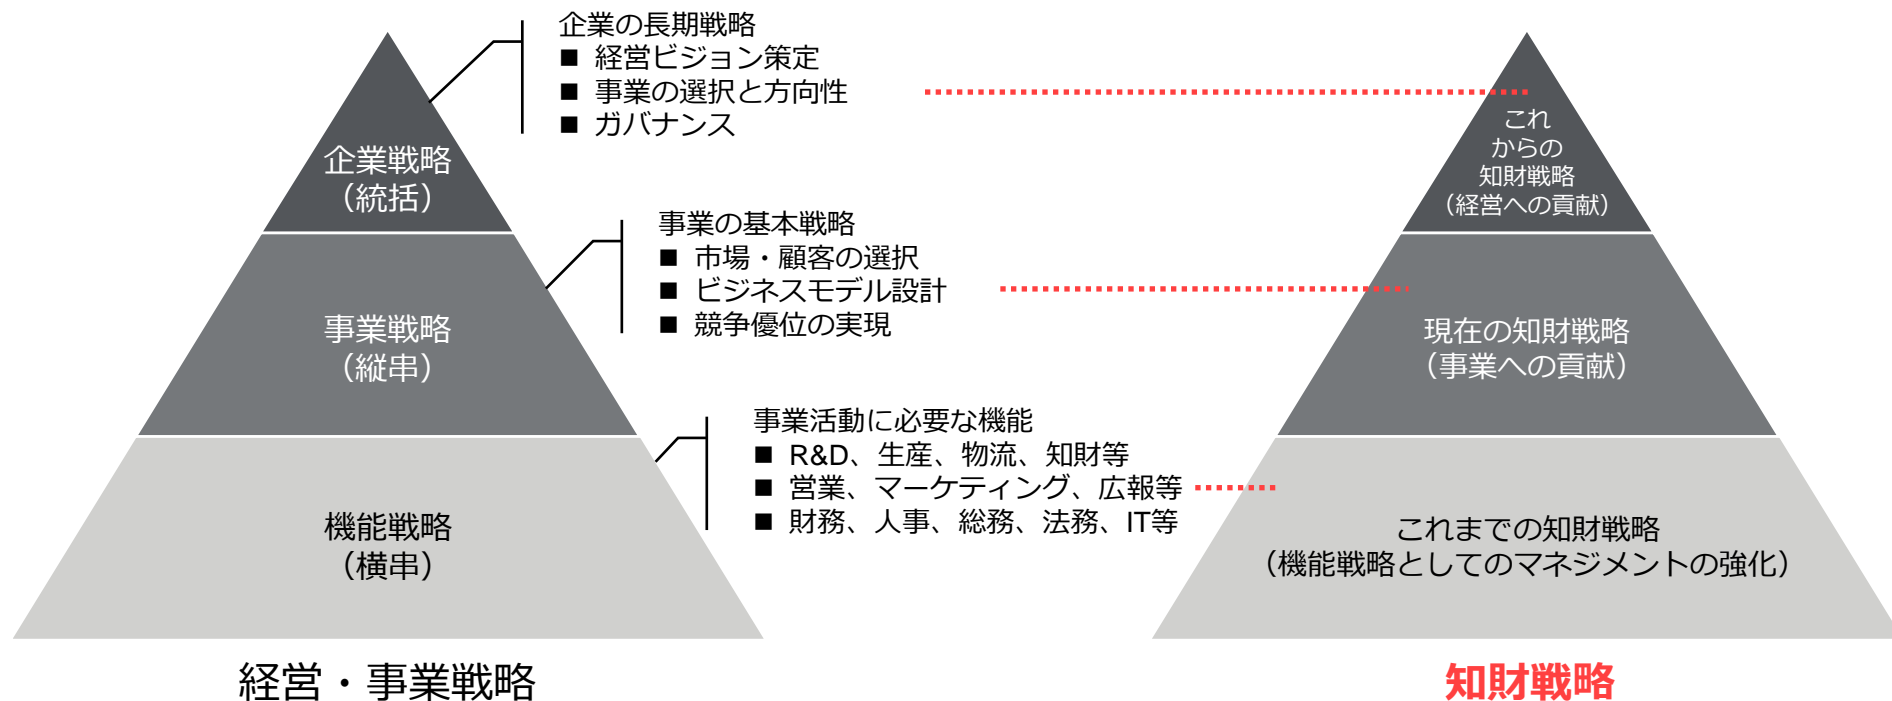 企業の長期戦略
■ 経営ビジョン策定
■ 事業の選択と方向性
■ ガバナンス
企業戦略
（統括）
事業の基本戦略
■ 市場・顧客の選択
■ ビジネスモデル設計
■ 競争優位の実現
事業戦略
（縦串）
事業活動に必要な機能
■ R&D、生産、物流、知財等
■ 営業、マーケティング、広報等
■ 財務、人事、総務、法務、IT等
機能戦略
（横串）
経営・事業戦略
これ
からの
知財戦略
（経営への貢献）
現在の知財戦略
（事業への貢献）
これまでの知財戦略
（機能戦略としてのマネジメントの強化）
知財戦略